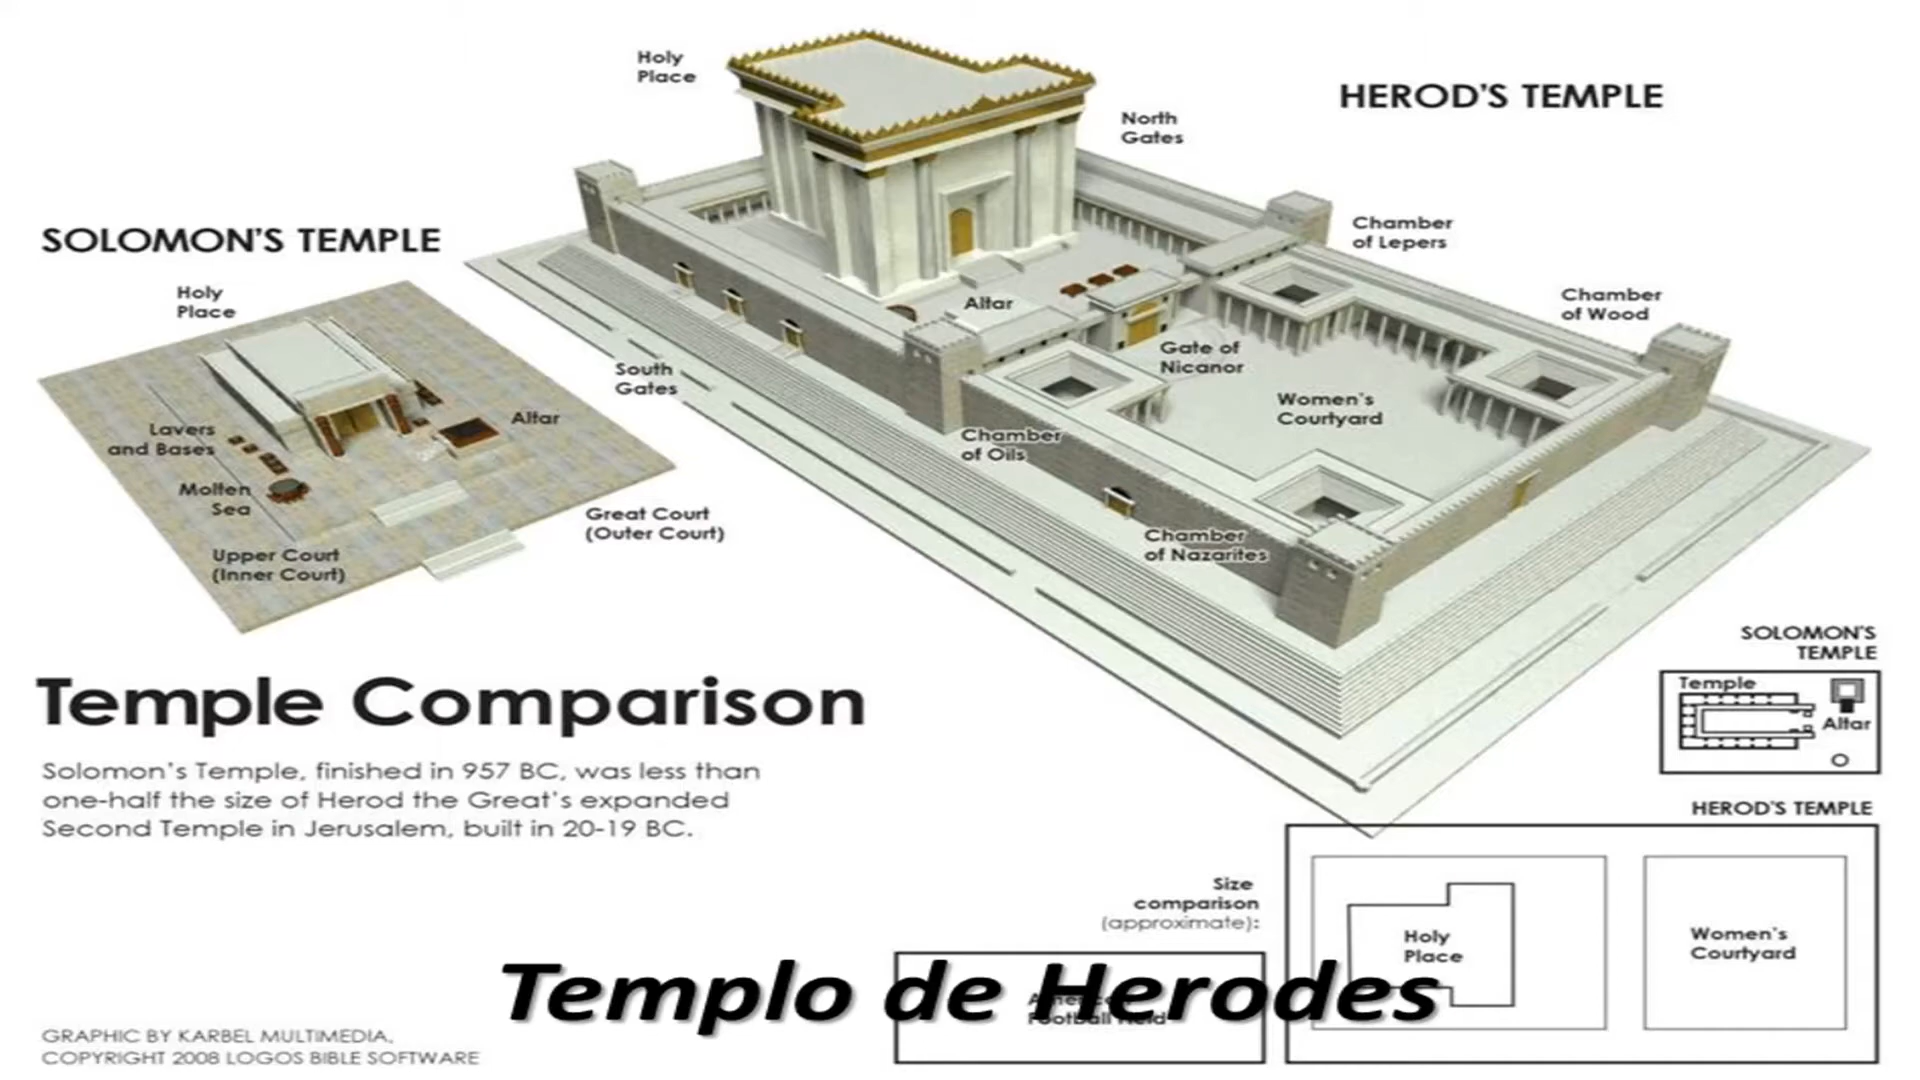 HEROD'S TEMPLE
Holy
Place
North
Gates
Chamber
of Lepers
Chamber
of Wood
Altar
Gate of
Nicanor
Women's
Courtyard
South
Gates
Chamber
of Oils
Chamber
of Nazarites
SOLOMON'S TEMPLE
Holy
Place
Altar
Lavers
and Bases
Molten
Sea
Great Court
(Outer Court)
Upper Court
(Inner Court)
Temple Comparison
Solomon's Temple, finished in 957 BC, was less than
one-half the size of Herod the Great's expanded
Second Temple in Jerusalem, built in 20-19 BC.
SOLOMON'S
TEMPLE
Temple
Altar
HEROD'S TEMPLE
Size
comparison
(approximate):
Holy
Place
Women's
Courtyard
Football Field
Templo de Herodes
GRAPHIC BY KARBEL MULTIMEDIA,
COPYRIGHT 2008 LOGOS BIBLE SOFTWARE